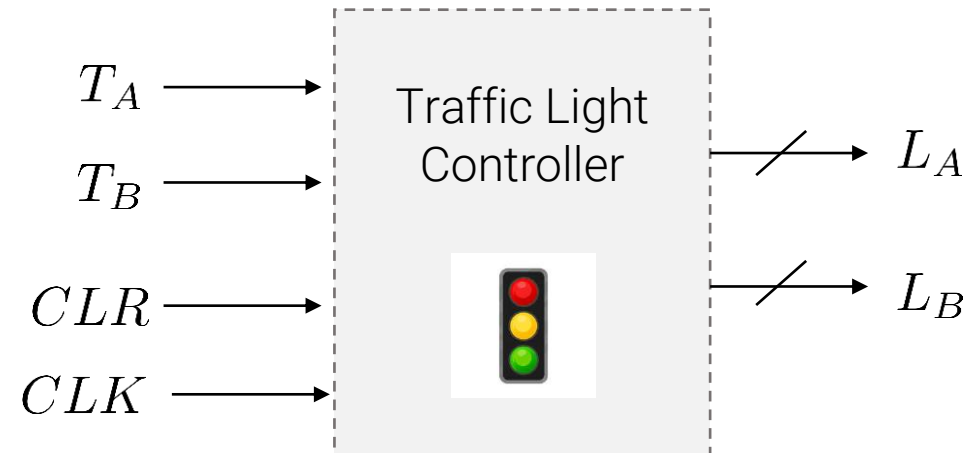 T_A
T_B
CLR
CLK
Traffic Light
Controller
L_A
L_B